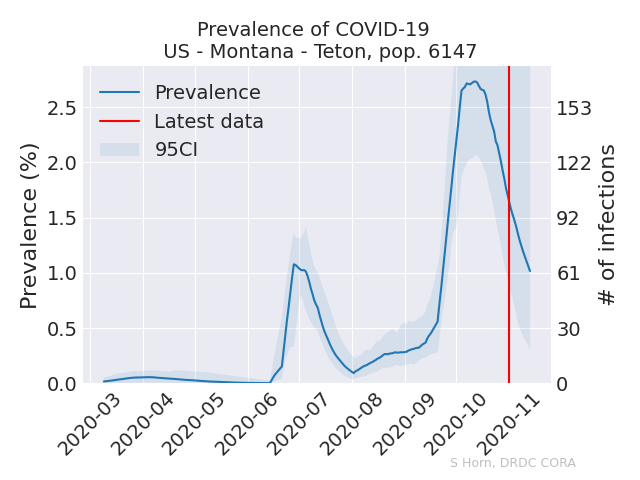 Prevalence of COVID-19
US - Montana - Teton, pop. 6147
Prevalence
Latest data
95CI
Prevalence (%)
2.5
2.0
1.5
1.0
0.5
0.0
153
122
92
61
30
0
# of infections
2020-03
2020-04
2020-05
2020-06
2020-07
2020-08
2020-09
2020-10
2020-11
S Horn, DRDC CORA